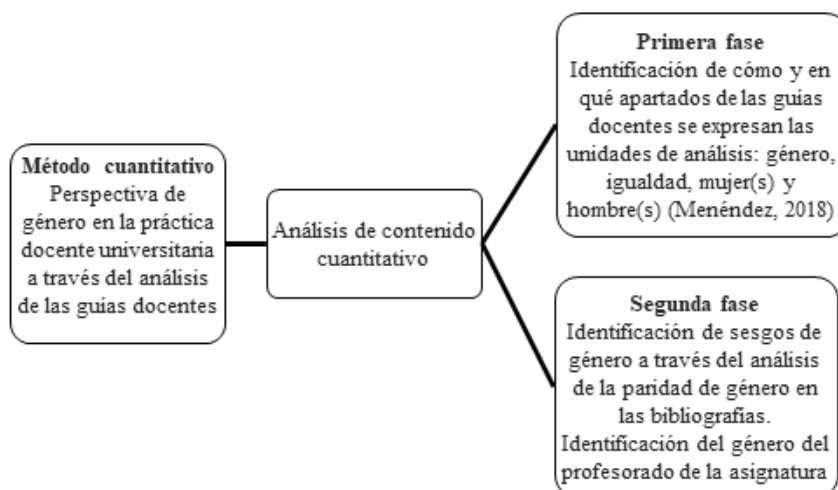 Método cuantitativo
Perspectiva de
género en la práctica
docente universitaria
a través del análisis
de las guías docentes
Análisis de contenido
cuantitativo
Primera fase
Identificación de cómo y en
qué apartados de las guías
docentes se expresan las
unidades de análisis: género,
igualdad, mujer(s) y
hombre(s) (Menéndez, 2018)
Segunda fase
Identificación de sesgos de
género a través del análisis
de la paridad de género en
las bibliografías.
Identificación del género del
profesorado de la asignatura